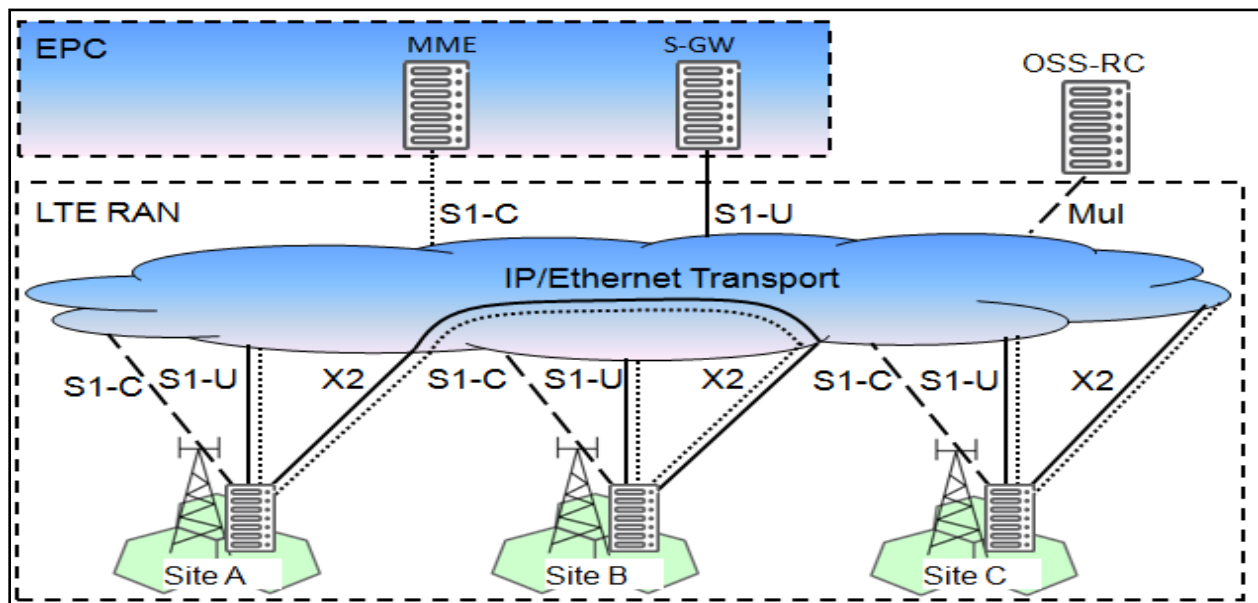 EPC
MME
S-GW
OSS-RC
LTE RAN
S1-C
S1-U
Mul
IP/Ethernet Transport
S1-C
S1-U
X2
S1-C
S1-U
X2
S1-C
S1-U
X2
Site A
Site B
Site C